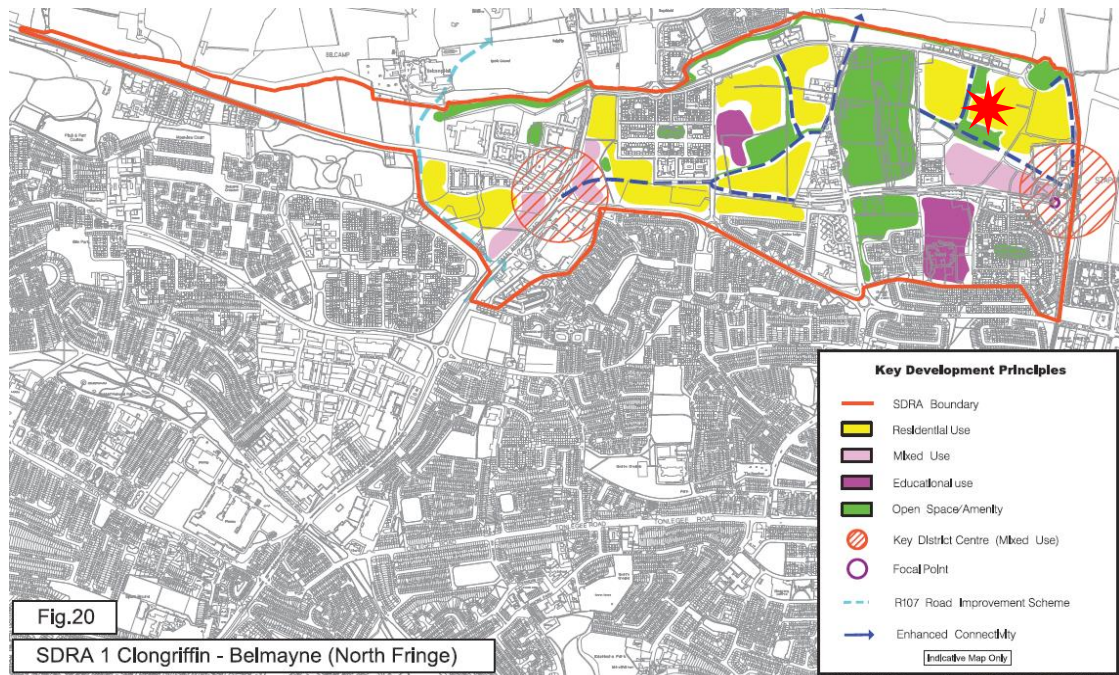 BELCAMP
TONLEGEE ROAD
TONLEGEE ROAD
Key Development Principles
SDRA Boundary
Residential Use
Mixed Use
Educational use
Open Space/Amenity
Key District Centre (Mixed Use)
Focal Point
R107 Road Improvement Scheme
Enhanced Connectivity
Indicative Map Only
Fig.20
SDRA 1 Clongriffin - Belmayne (North Fringe)